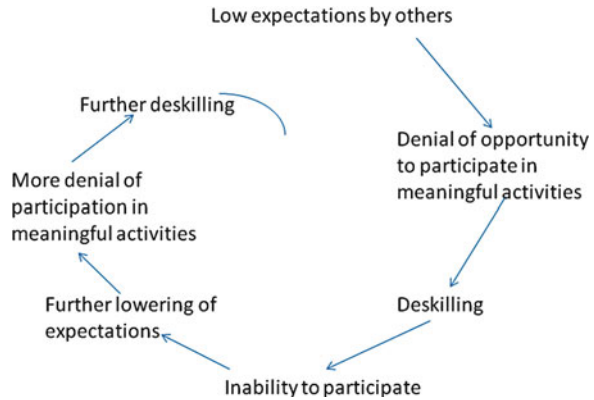 Low expectations by others
Denial of opportunity
to participate in
meaningful activities
Deskilling
Inability to participate
Further lowering of
expectations
More denial of
participation in
meaningful activities
Further deskilling